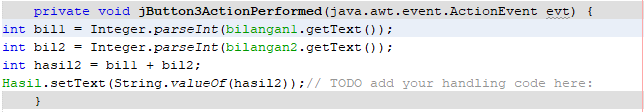 private void jButton3ActionPerformed(java.awt.event.ActionEvent evt) {
int bil1 = Integer.parseInt(bilangan1.getText());
int bil2 = Integer.parseInt(bilangan2.getText());
int hasil2 = bil1 + bil2;
Hasil.setText(String.valueOf(hasil2));// TODO add your handling code here:
}